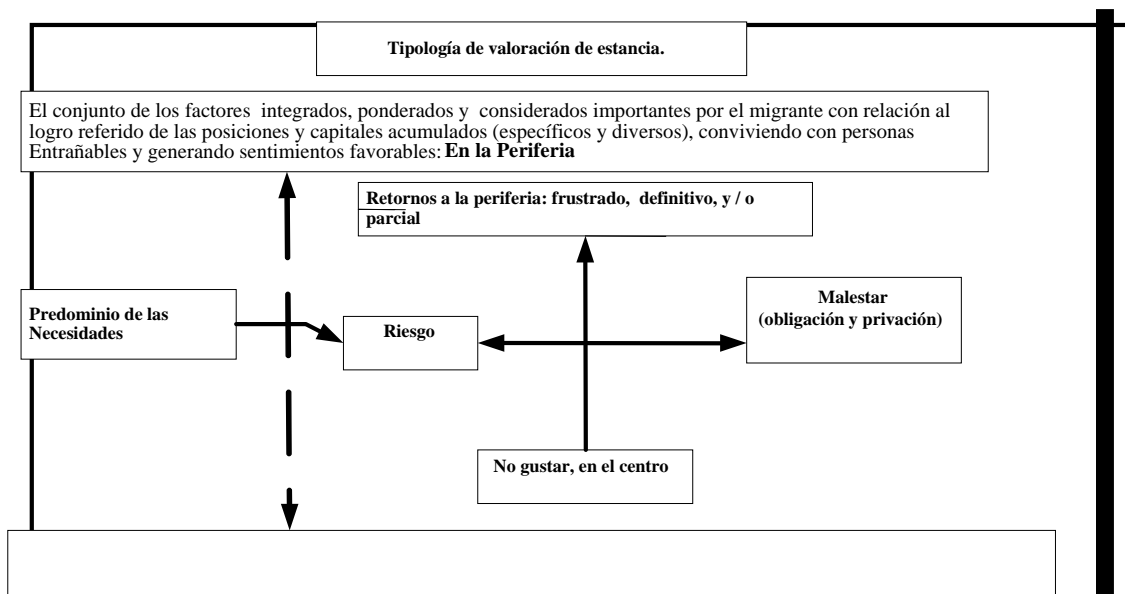 Tipología de valoración de estancia.
El conjunto de los factores integrados, ponderados y considerados importantes por el migrante con relación al
logro referido de las posiciones y capitales acumulados (específicos y diversos), conviviendo con personas
Entrañables y generando sentimientos favorables: En la Periferia
Retornos a la periferia: frustrado, definitivo, y / o
parcial
Predominio de las
Necesidades
Riesgo
Malestar
(obligación y privación)
No gustar, en el centro